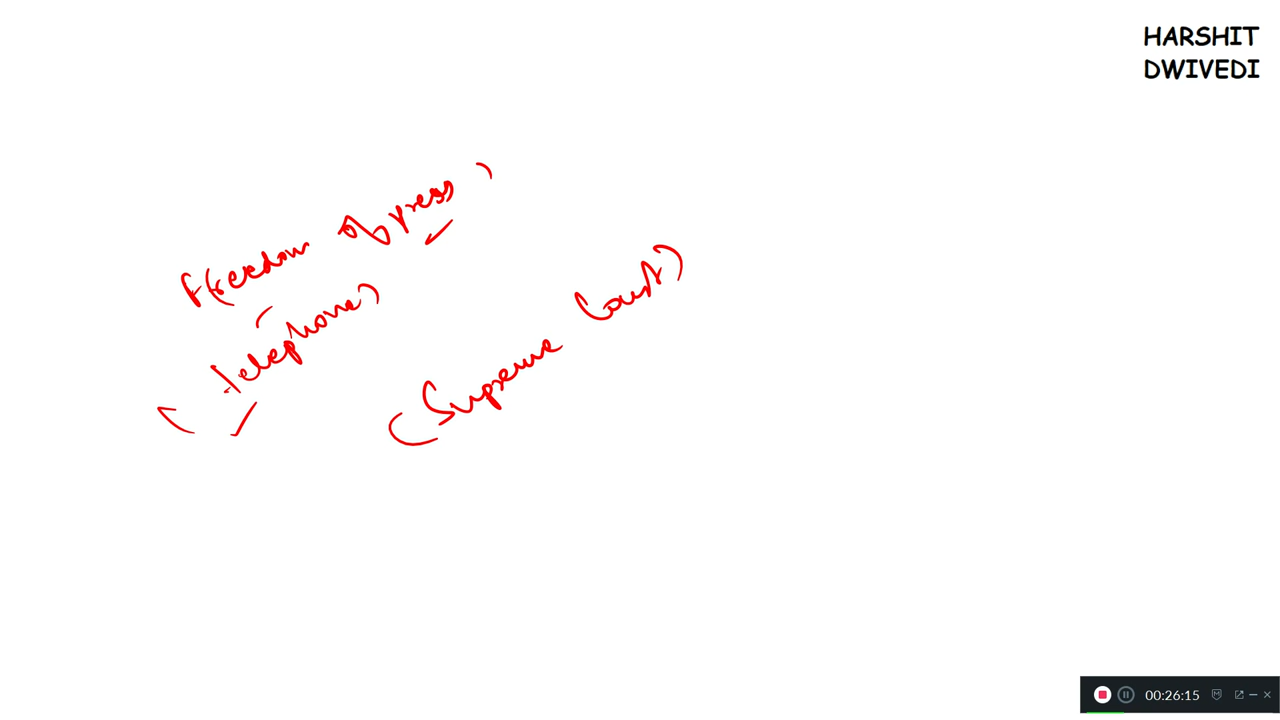 HARSHIT
DWIVEDI
Freedom of press)
(telephone)
(Supreme Court)
00:26:15